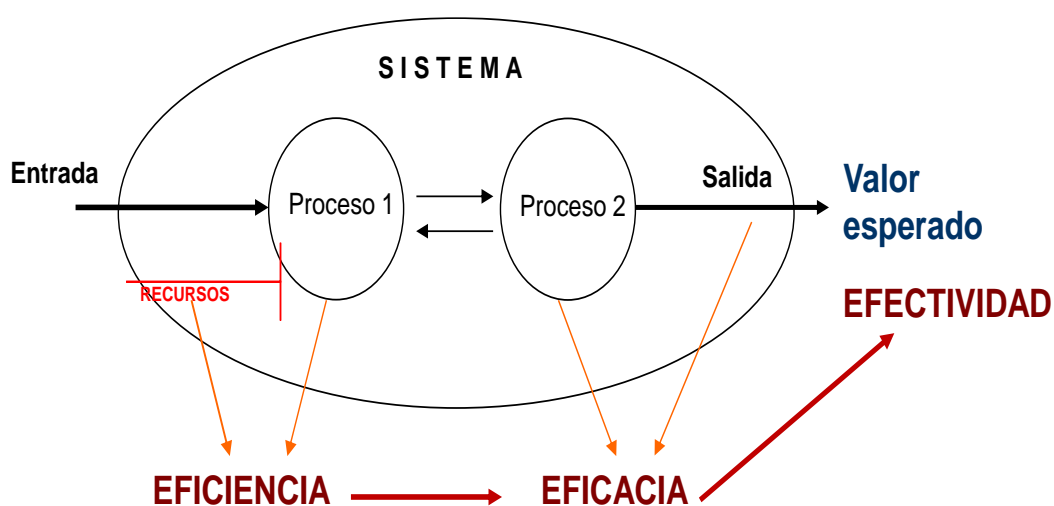 S I S T E M A
Entrada
Proceso 1
Proceso 2
Salida
Valor
esperado
RECURSOS
EFECTIVIDAD
EFICIENCIA
EFICACIA